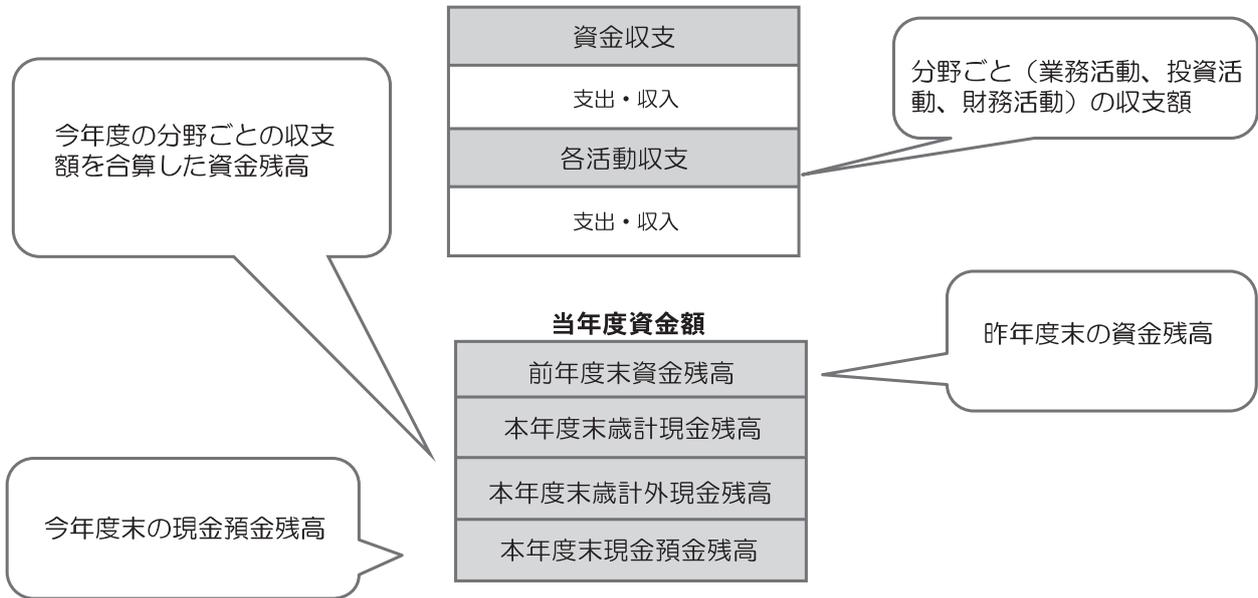 資金収支
支出・収入
各活動収支
支出・収入
分野ごと（業務活動、投資活
動、財務活動）の収支額
今年度の分野ごとの収支
額を合算した資金残高
当年度資金額
前年度末資金残高
本年度末歳計現金残高
本年度末歳計外現金残高
本年度末現金預金残高
昨年度末の資金残高
今年度末の現金預金残高